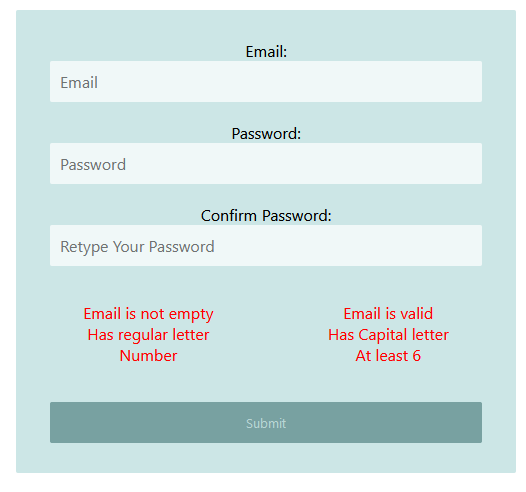 Email:
Email
Password:
Password
Confirm Password:
Retype Your Password
Email is not empty
Has regular letter
Number
Email is valid
Has Capital letter
At least 6
Submit